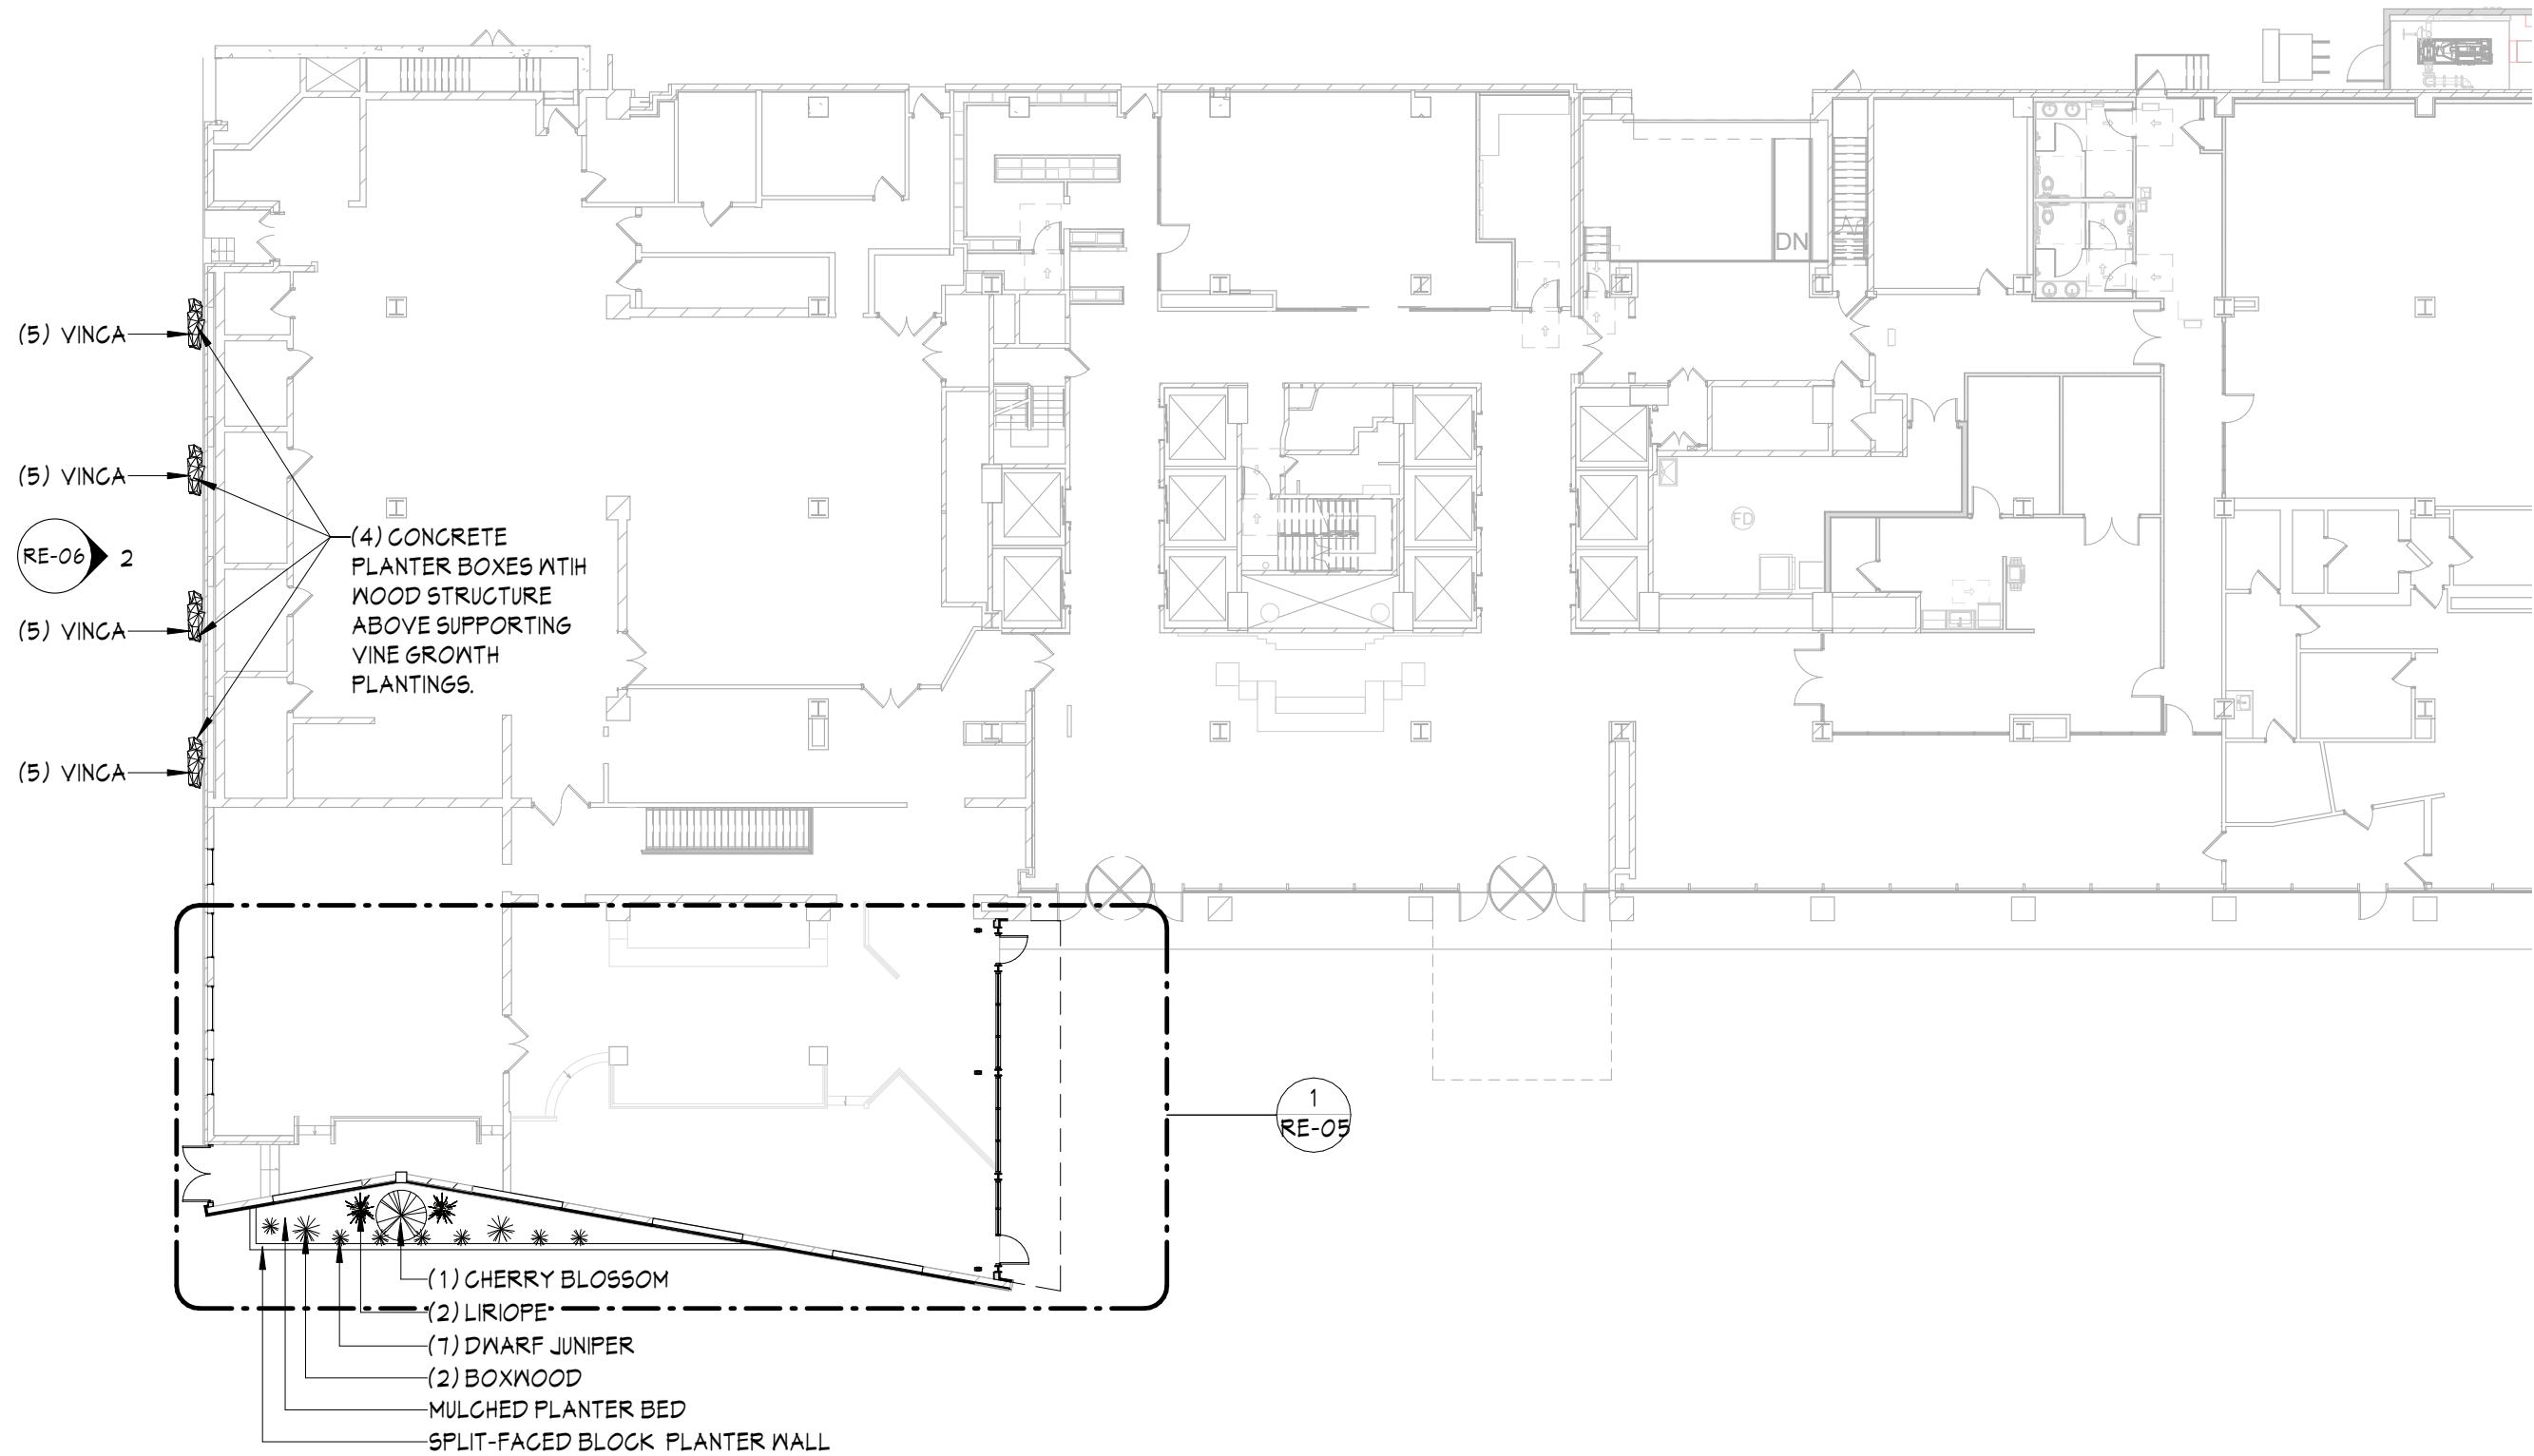 DN
(5) VINCA
(5) VINCA
RE-06
2
(4) CONCRETE
PLANTER BOXES WTIH
WOOD STRUCTURE
ABOVE SUPPORTING
VINE GROWTH
PLANTINGS.
FD
(5) VINCA
(5) VINCA
1
RE-05
(1) CHERRY BLOSSOM
(2) LIRIOPE
(7) DWARF JUNIPER
(2) BOXWOOD
MULCHED PLANTER BED
SPLIT-FACED BLOCK PLANTER WALL